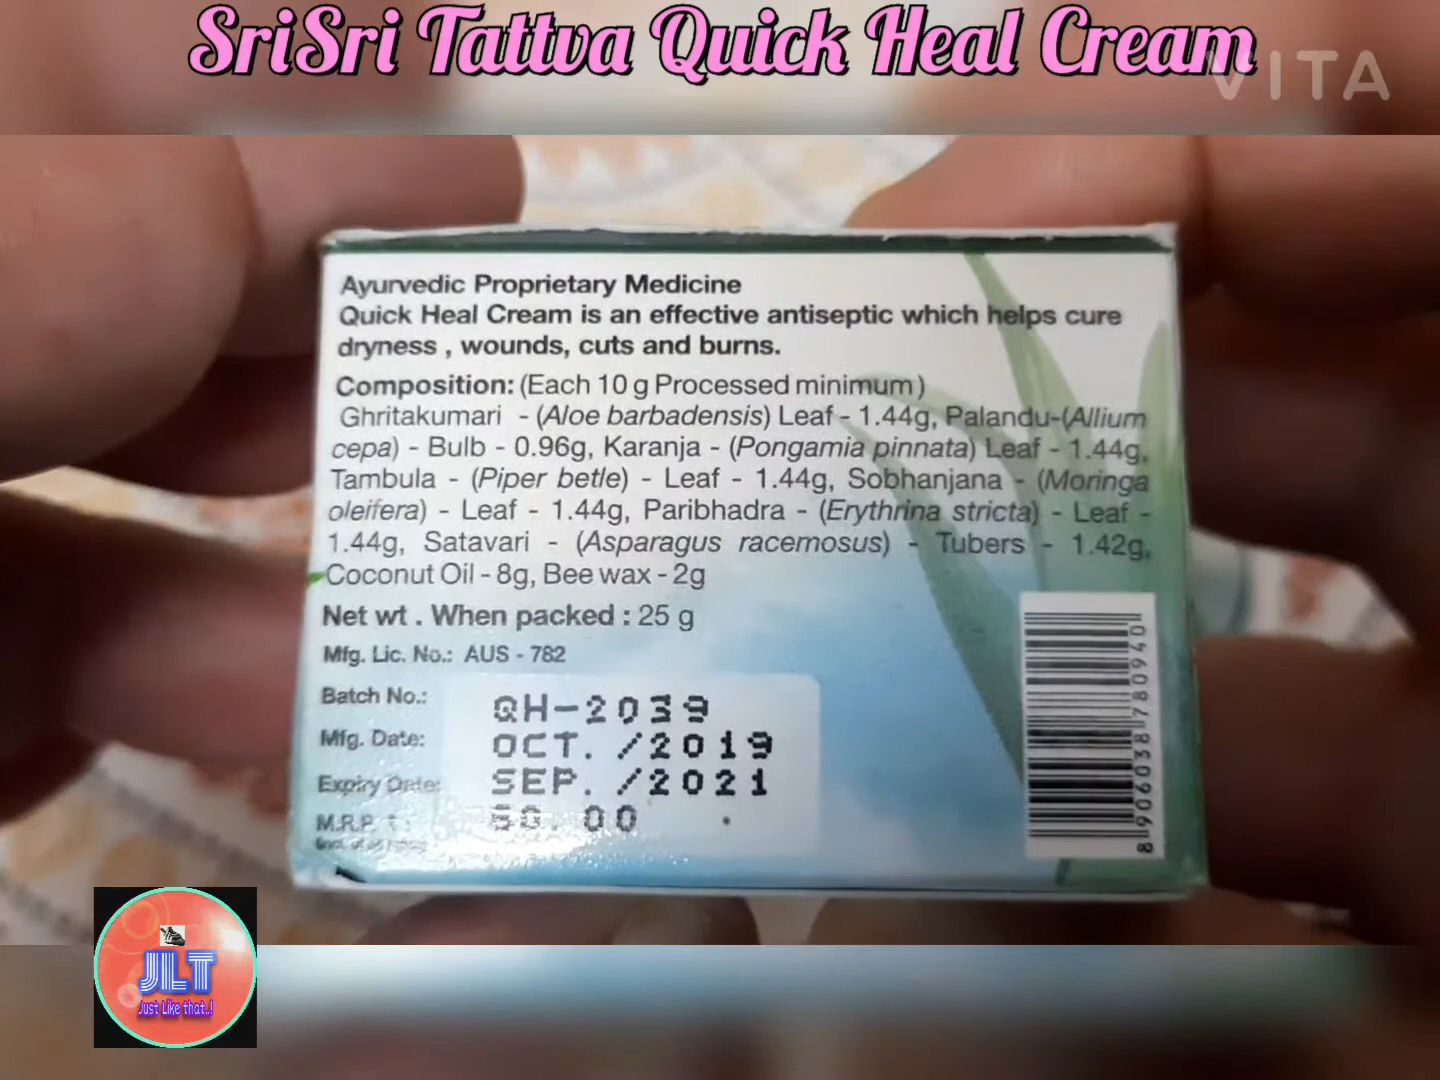 SriSri Tattva Quick Heal Cream
VITA
Ayurvedic Proprietary Medicine
Quick Heal Cream is an effective antiseptic which helps cure
dryness , wounds, cuts and burns.
Composition: (Each 10 g Processed minimum)
Ghritakumari - (Aloe barbadensis) Leaf - 1.44g, Palandu-(Allium
cepa) - Bulb - 0.96g, Karanja - (Pongamia pinnata) Leaf - 1.44g,
Tambula - (Piper betle) - Leaf - 1.44g, Sobhanjana - (Moringa
oleifera) - Leaf - 1.44g, Paribhadra - (Erythrina stricta) - Leaf -
1.44g, Satavari - (Asparagus racemosus) - Tubers - 1.42g,
Coconut Oil - 8g, Bee wax - 2g
Net wt . When packed : 25 g
Mfg. Lic. No.: AUS - 782
Batch No.: QH-2039
Mfg. Date: OCT. /2019
Expiry Date: SEP. /2021
M.R.P. ₹ : 50.00
8906038780940
JLT
Just Like that..!